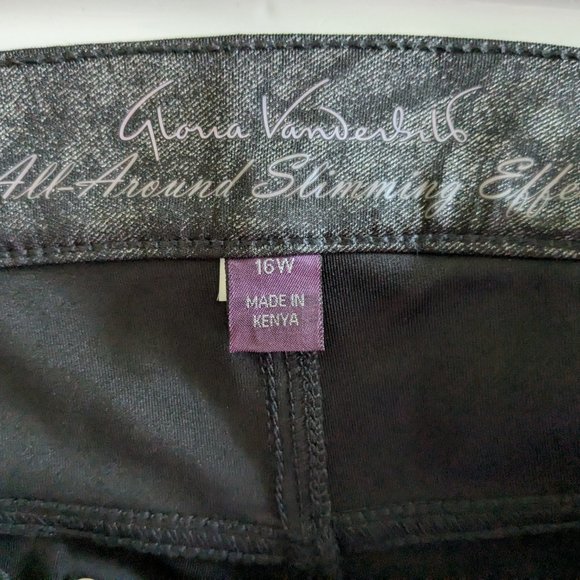 Gloria Vanderbilt
All-Around Slimming Effe
16W
MADE IN
KENYA